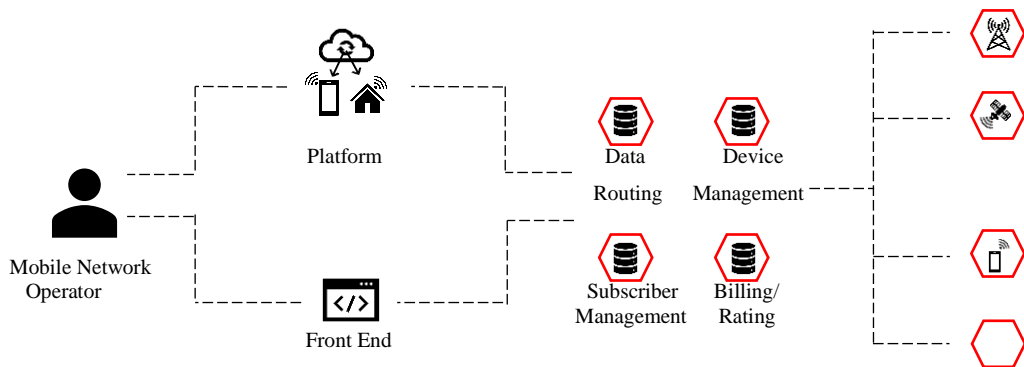 Platform
Data
Routing
Device
Management
Mobile Network
Operator
</>
Front End
Subscriber
Management
Billing/
Rating